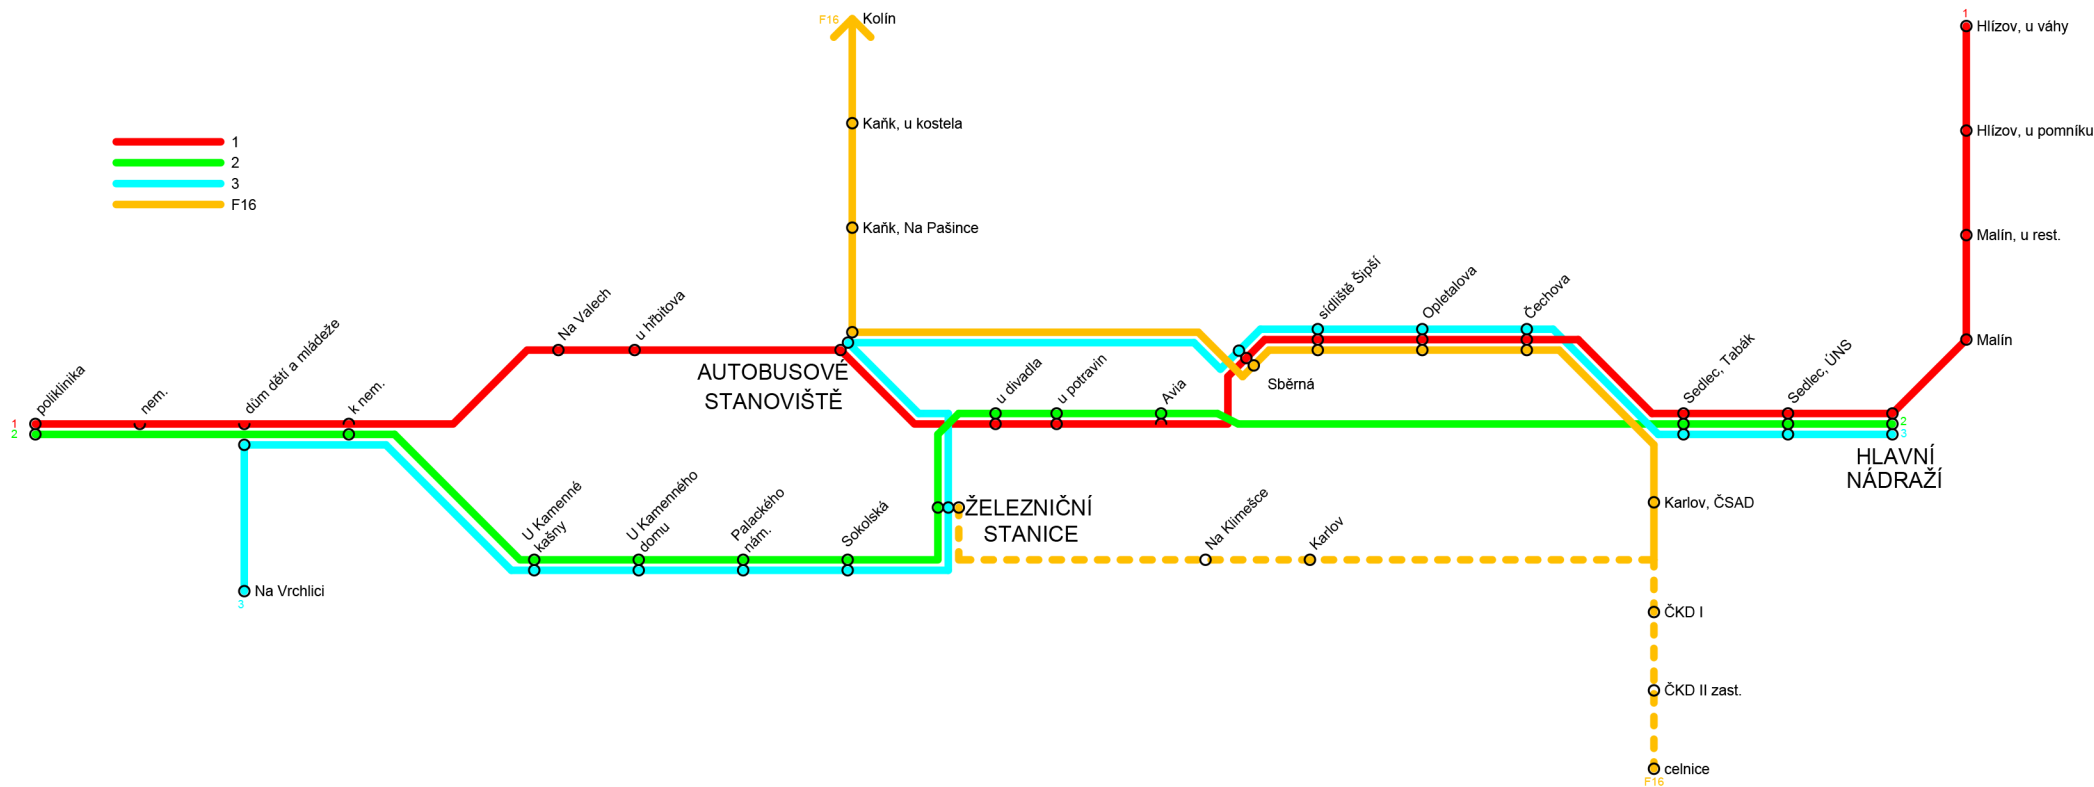 F16
Kolín
1
Hlízov, u váhy
Kaňk, u kostela
Hlízov, u pomníku
1
2
3
F16
Kaňk, Na Pašince
Malín, u rest.
poliklinika
nem.
dům dětí a mládeže
k nem.
Na Valech
u hřbitova
AUTOBUSOVÉ
STANOVIŠTĚ
u divadla
u potravin
Avia
Sběrná
sídliště Šipší
Opletalova
Čechova
Sedlec, Tabák
Sedlec, ÚNS
Malín
1
2
2
3
HLAVNÍ
NÁDRAŽÍ
U Kamenné
kašny
U Kamenného
domu
Palackého
nám.
Sokolská
ŽELEZNIČNÍ
STANICE
Na Klimešce
Karlov
Karlov, ČSAD
Na Vrchlici
3
ČKD I
ČKD II zast.
celnice
F16